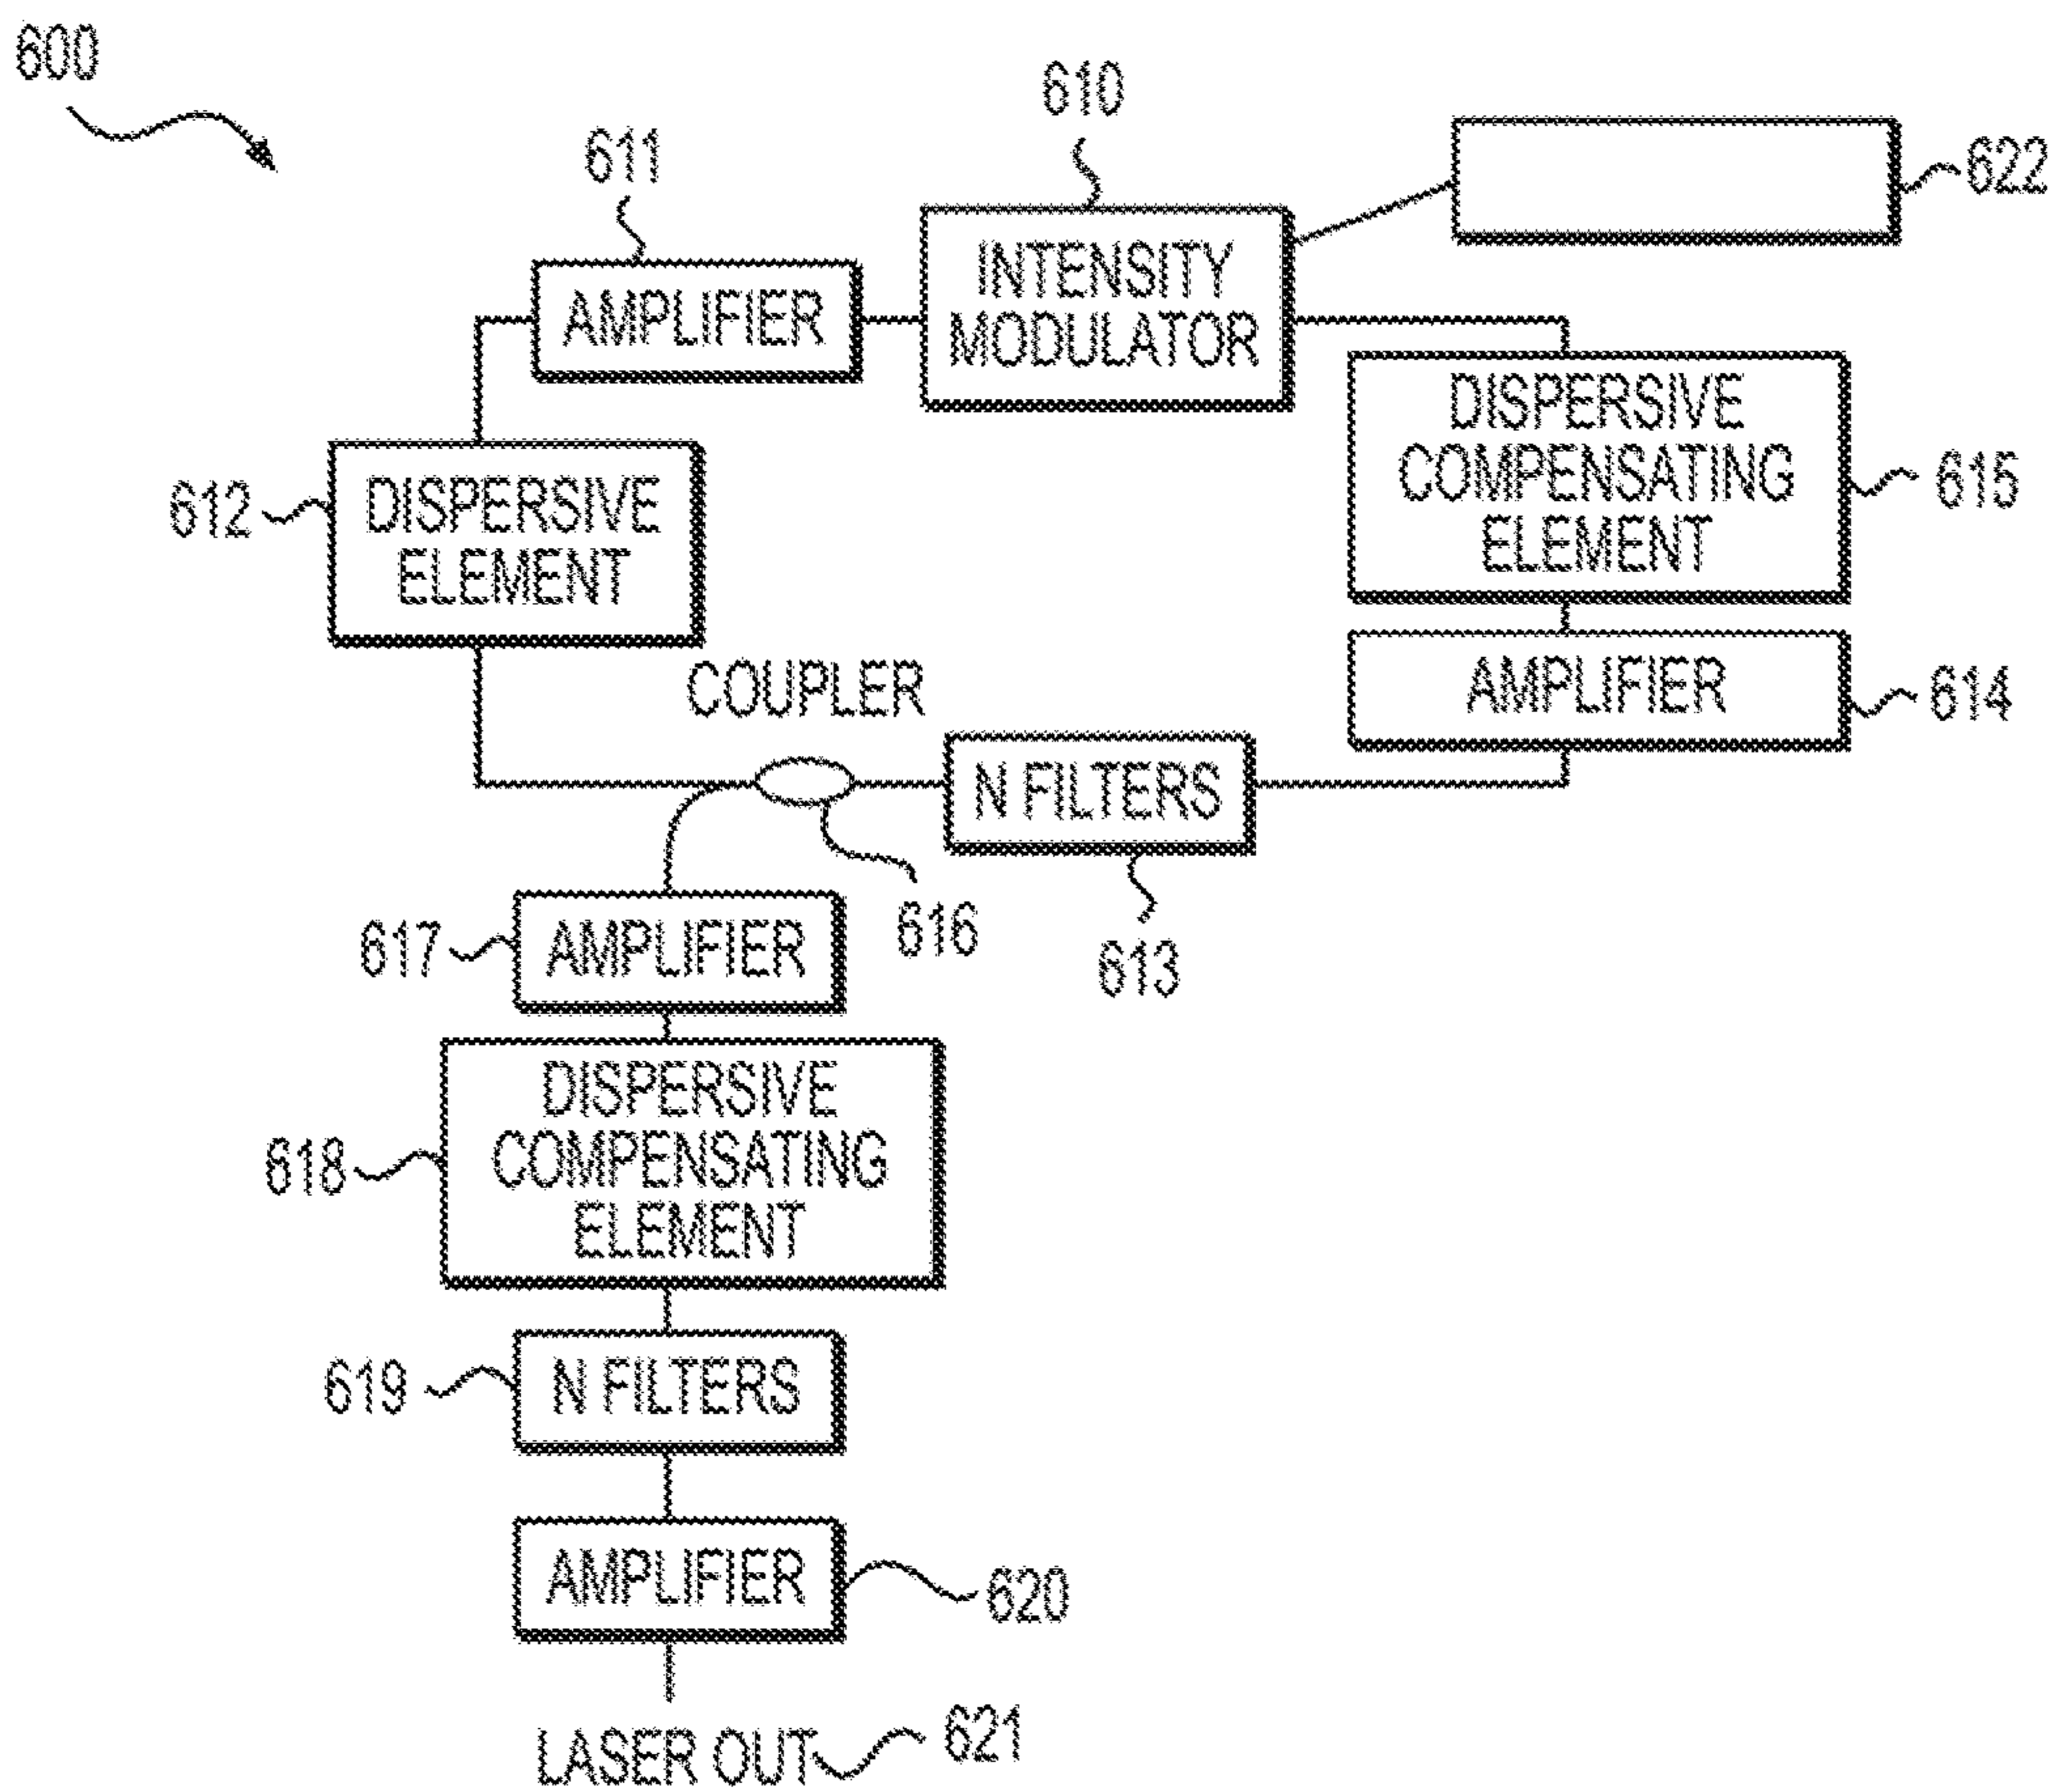 600
610
611
622
INTENSITY
MODULATOR
AMPLIFIER
DISPERSIVE
COMPENSATING
ELEMENT
615
612
DISPERSIVE
ELEMENT
COUPLER
AMPLIFIER
614
N FILTERS
616
613
617
AMPLIFIER
618
DISPERSIVE
COMPENSATING
ELEMENT
619
N FILTERS
AMPLIFIER
620
LASER OUT
621